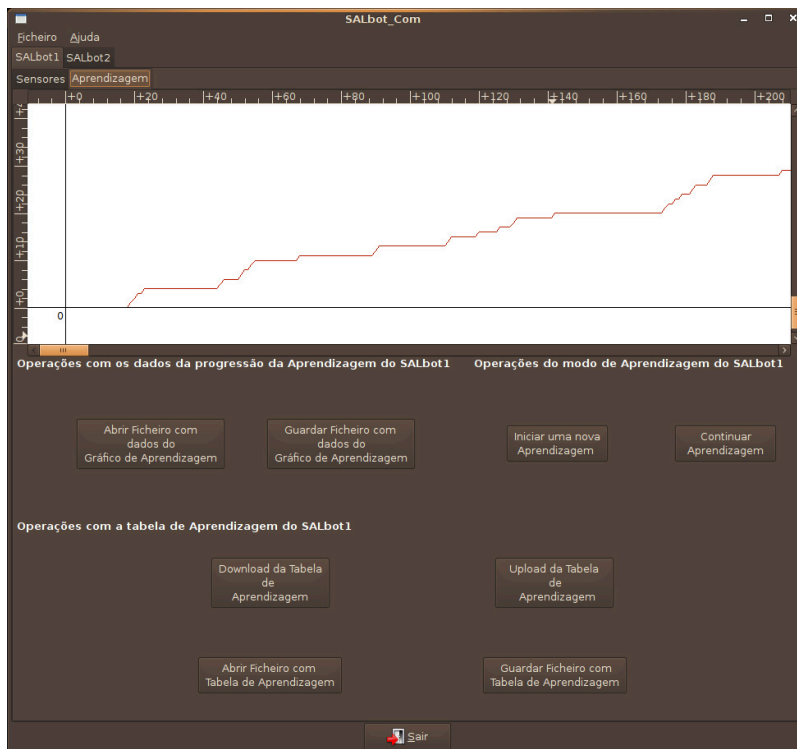 SALbot_Com
Ficheiro Ajuda
SALbot1 SALbot2
Sensores Aprendizagem
+0 +20 +40 +60 +80 +100 +120 +140 +160 +180 +200
+30
+20
+10
+0
0
Operações com os dados da progressão da Aprendizagem do SALbot1 Operações do modo de Aprendizagem do SALbot1
Abrir Ficheiro com
dados do
Gráfico de Aprendizagem
Guardar Ficheiro com
dados do
Gráfico de Aprendizagem
Iniciar uma nova
Aprendizagem
Continuar
Aprendizagem
Operações com a tabela de Aprendizagem do SALbot1
Download da Tabela
de
Aprendizagem
Upload da Tabela
de
Aprendizagem
Abrir Ficheiro com
Tabela de Aprendizagem
Guardar Ficheiro com
Tabela de Aprendizagem
Sair